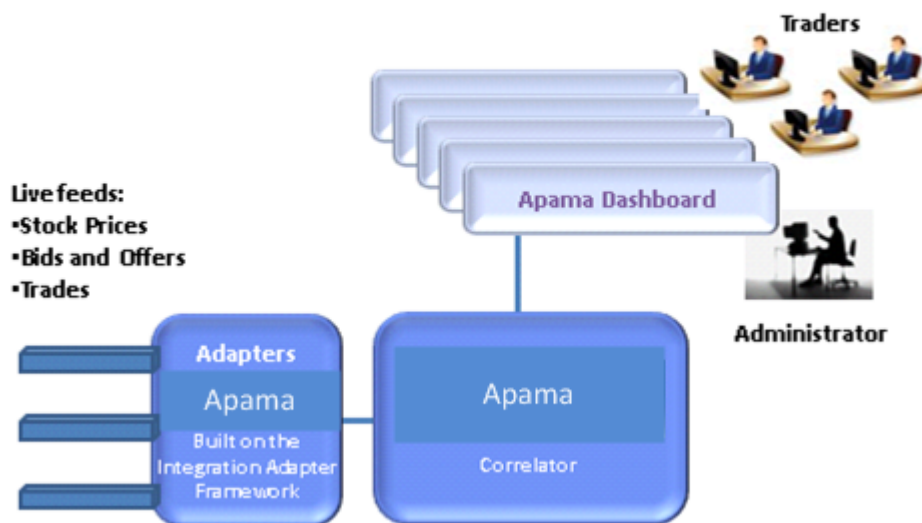 Traders
Apama Dashboard
Live feeds:
▪Stock Prices
▪Bids and Offers
▪Trades
Administrator
Adapters
Apama
Built on the
Integration Adapter
Framework
Apama
Correlator